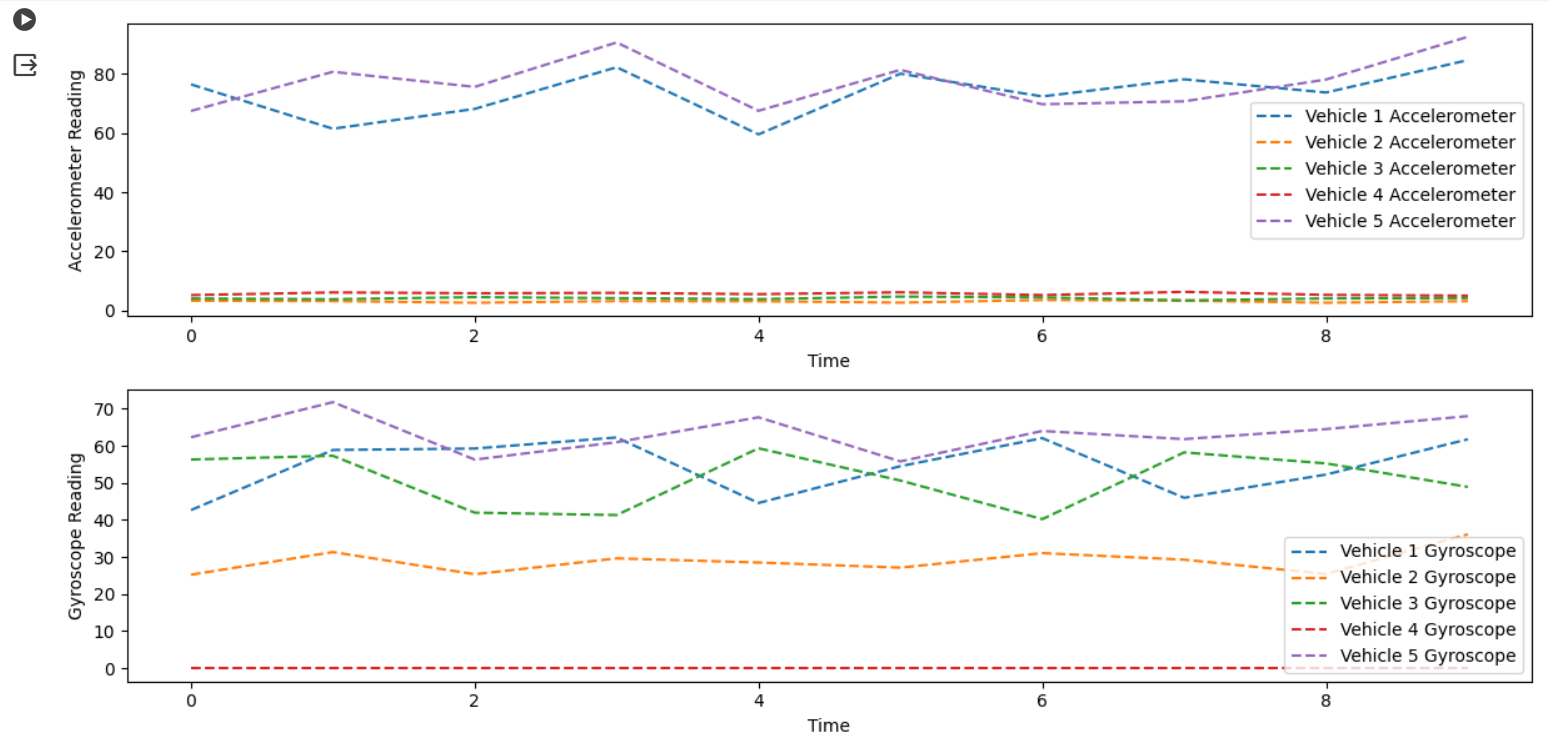 80
60
40
20
0
Accelerometer Reading
Vehicle 1 Accelerometer
Vehicle 2 Accelerometer
Vehicle 3 Accelerometer
Vehicle 4 Accelerometer
Vehicle 5 Accelerometer
0 2 4 6 8
Time
70
60
50
40
30
20
10
0
Gyroscope Reading
Vehicle 1 Gyroscope
Vehicle 2 Gyroscope
Vehicle 3 Gyroscope
Vehicle 4 Gyroscope
Vehicle 5 Gyroscope
0 2 4 6 8
Time